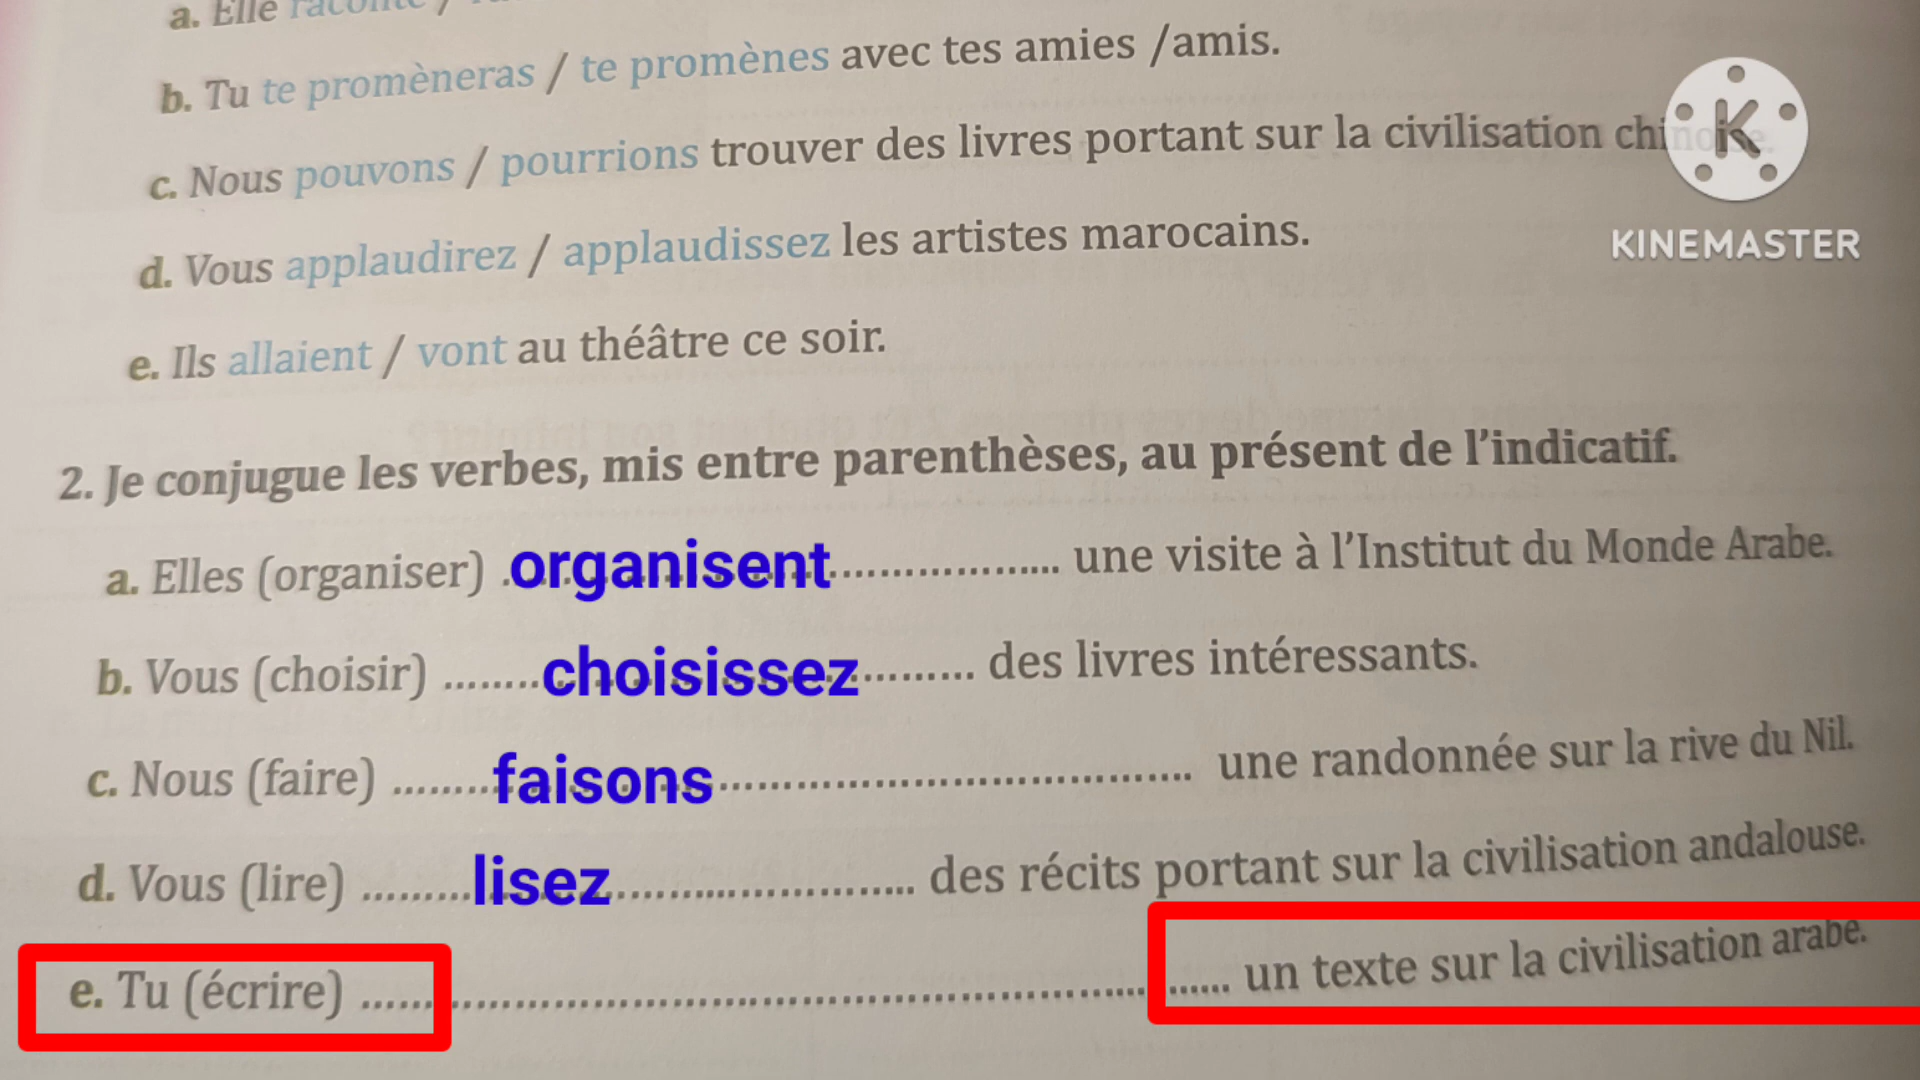 a. Elle raconte /
b. Tu te promèneras / te promènes avec tes amies /amis.
c. Nous pouvons / pourrions trouver des livres portant sur la civilisation chinoise.
KINEMASTER
d. Vous applaudirez / applaudissez les artistes marocains.
e. Ils allaient / vont au théâtre ce soir.
2. Je conjugue les verbes, mis entre parenthèses, au présent de l'indicatif.
a. Elles (organiser) organisent une visite à l'Institut du Monde Arabe.
b. Vous (choisir) choisissez des livres intéressants.
c. Nous (faire) faisons une randonnée sur la rive du Nil.
d. Vous (lire) lisez des récits portant sur la civilisation andalouse.
e. Tu (écrire) ........ un texte sur la civilisation arabe.